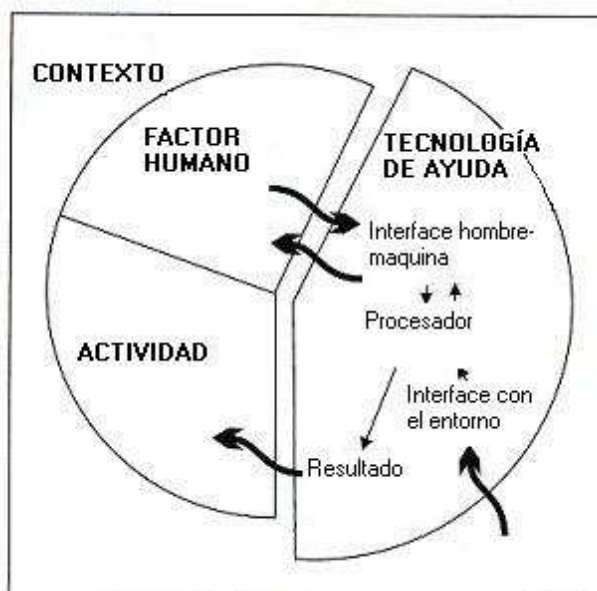 CONTEXTO
FACTOR
HUMANO
TECNOLOGÍA
DE AYUDA
Interface hombre-
maquina
Procesador
ACTIVIDAD
Interface con
el entorno
Resultado